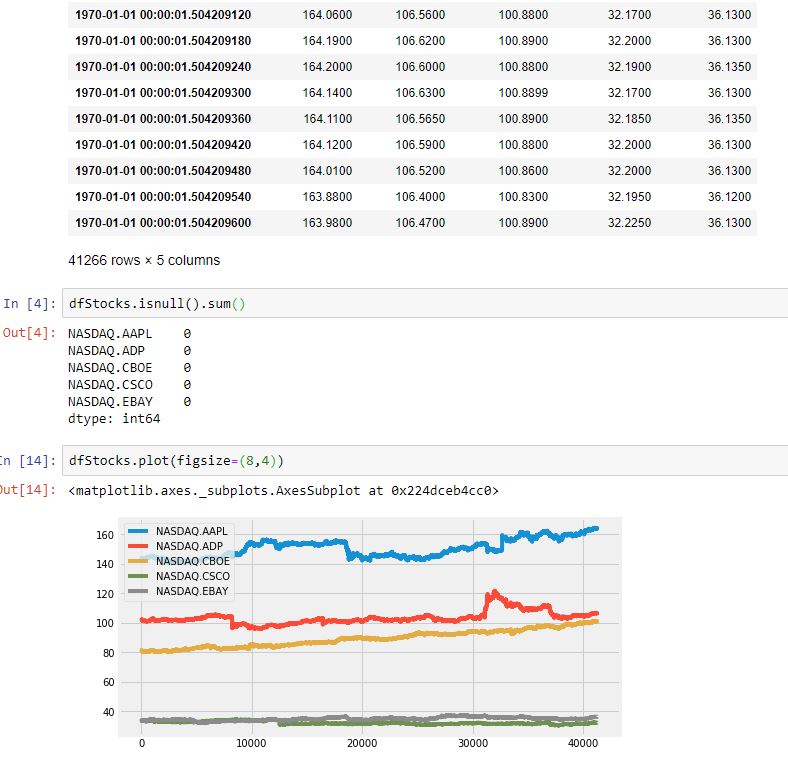 1970-01-01 00:00:01.504209120 164.0600 106.5600 100.8800 32.1700 36.1300
1970-01-01 00:00:01.504209180 164.1900 106.6200 100.8900 32.2000 36.1300
1970-01-01 00:00:01.504209240 164.2000 106.6000 100.8800 32.1900 36.1350
1970-01-01 00:00:01.504209300 164.1400 106.6300 100.8899 32.1700 36.1300
1970-01-01 00:00:01.504209360 164.1100 106.5650 100.8900 32.1850 36.1350
1970-01-01 00:00:01.504209420 164.1200 106.5900 100.8800 32.2000 36.1300
1970-01-01 00:00:01.504209480 164.0100 106.5200 100.8600 32.2000 36.1300
1970-01-01 00:00:01.504209540 163.8800 106.4000 100.8300 32.1950 36.1200
1970-01-01 00:00:01.504209600 163.9800 106.4700 100.8900 32.2250 36.1300
41266 rows × 5 columns
In [4]: dfStocks.isnull().sum()
Out[4]: NASDAQ.AAPL 0
NASDAQ.ADP 0
NASDAQ.CBOE 0
NASDAQ.CSCO 0
NASDAQ.EBAY 0
dtype: int64
In [14]: dfStocks.plot(figsize=(8,4))
Out[14]: <matplotlib.axes._subplots.AxesSubplot at 0x224dceb4cc0>
NASDAQ.AAPL
NASDAQ.ADP
NASDAQ.CBOE
NASDAQ.CSCO
NASDAQ.EBAY
160
140
120
100
80
60
40
0 10000 20000 30000 40000